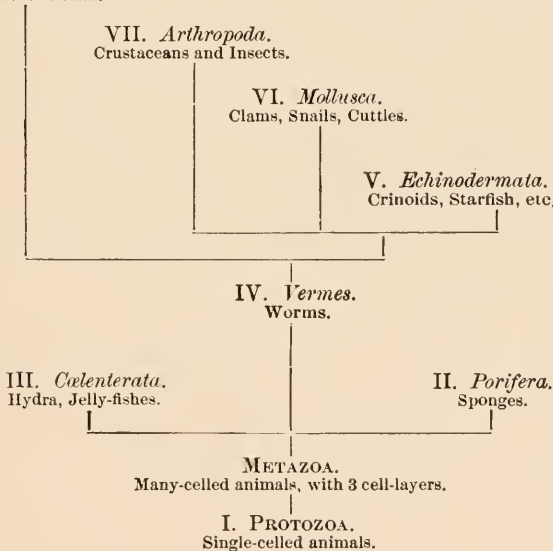 VII. Arthropoda.
Crustaceans and Insects.
VI. Mollusca.
Clams, Snails, Cuttles.
V. Echinodermata.
Crinoids, Starfish, etc.
IV. Vermes.
Worms.
III. Cœlenterata.
Hydra, Jelly-fishes.
II. Porifera.
Sponges.
METAZOA.
Many-celled animals, with 3 cell-layers.
I. PROTOZOA.
Single-celled animals.